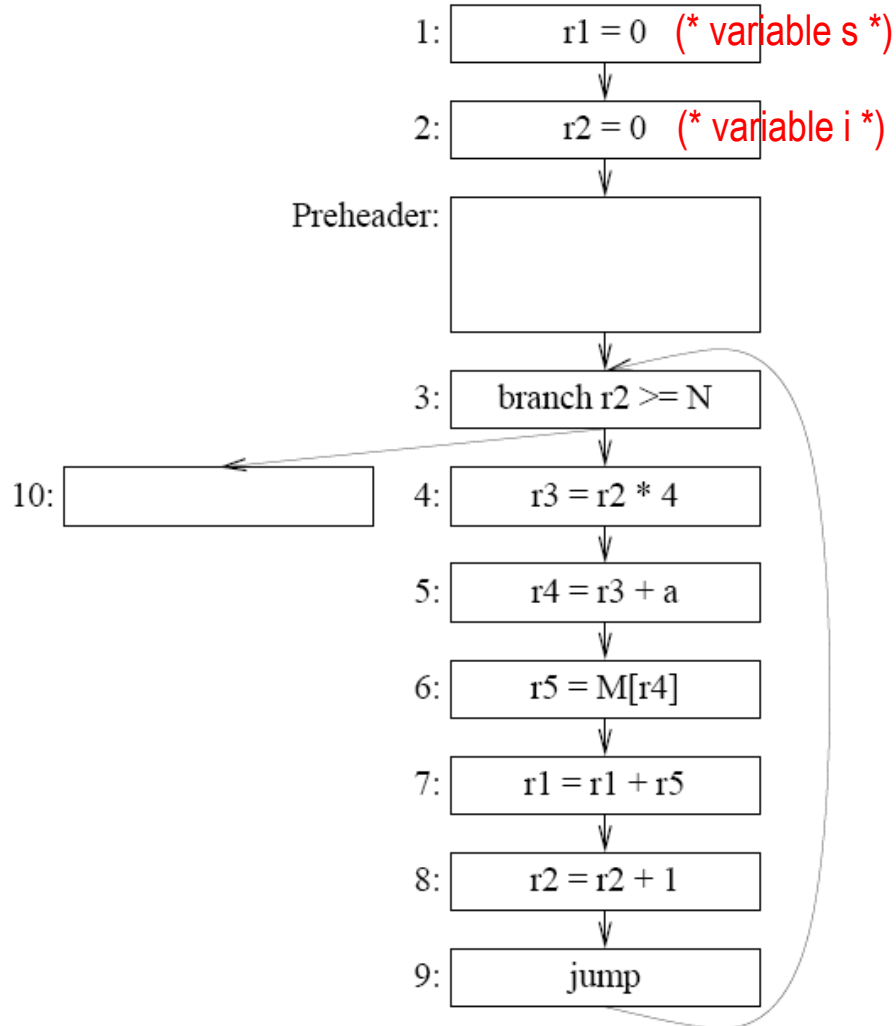 1: r1 = 0 (* variable s *)
2: r2 = 0 (* variable i *)
Preheader:
3: branch r2 >= N
10:
4: r3 = r2 * 4
5: r4 = r3 + a
6: r5 = M[r4]
7: r1 = r1 + r5
8: r2 = r2 + 1
9: jump